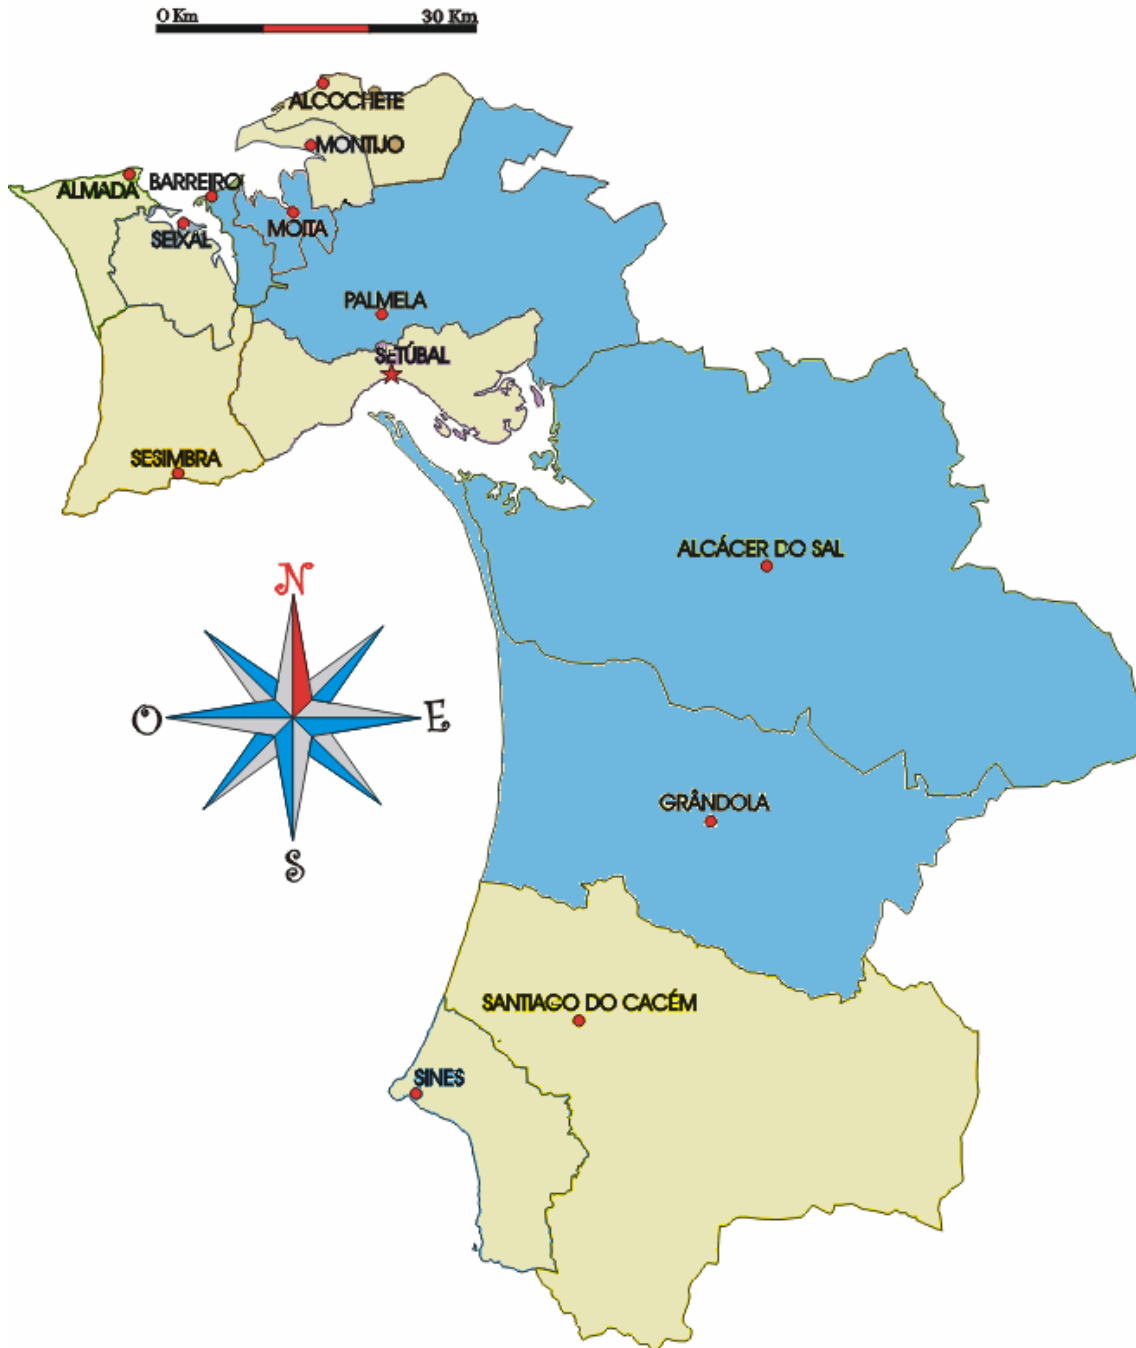 0 Km 30 Km
ALCOCHETE
MONTIJO
ALMADA
BARREIRO
SEIXAL
MOITA
PALMELA
SETÚBAL
SESIMBRA
ALCÁCER DO SAL
N
O E
S
GRÂNDOLA
SANTIAGO DO CACÉM
SINES